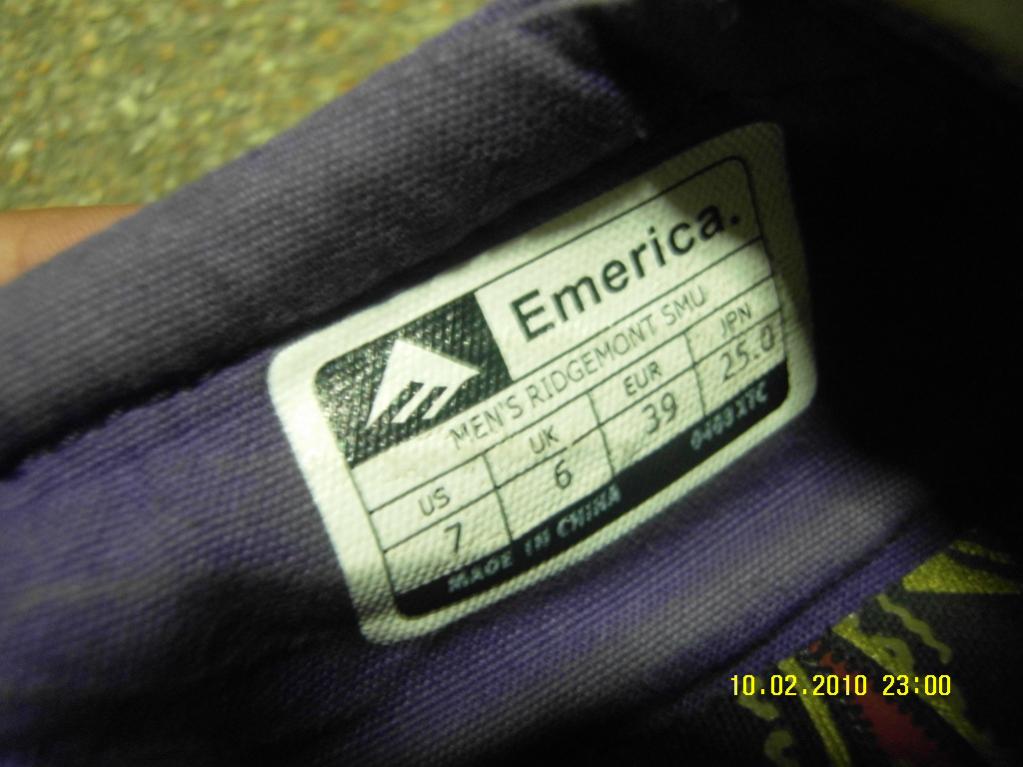 Emerica.
MEN'S RIDGEMONT SMU
US UK EUR JPN
7 6 39 25.0
MADE IN CHINA
10.02.2010 23:00